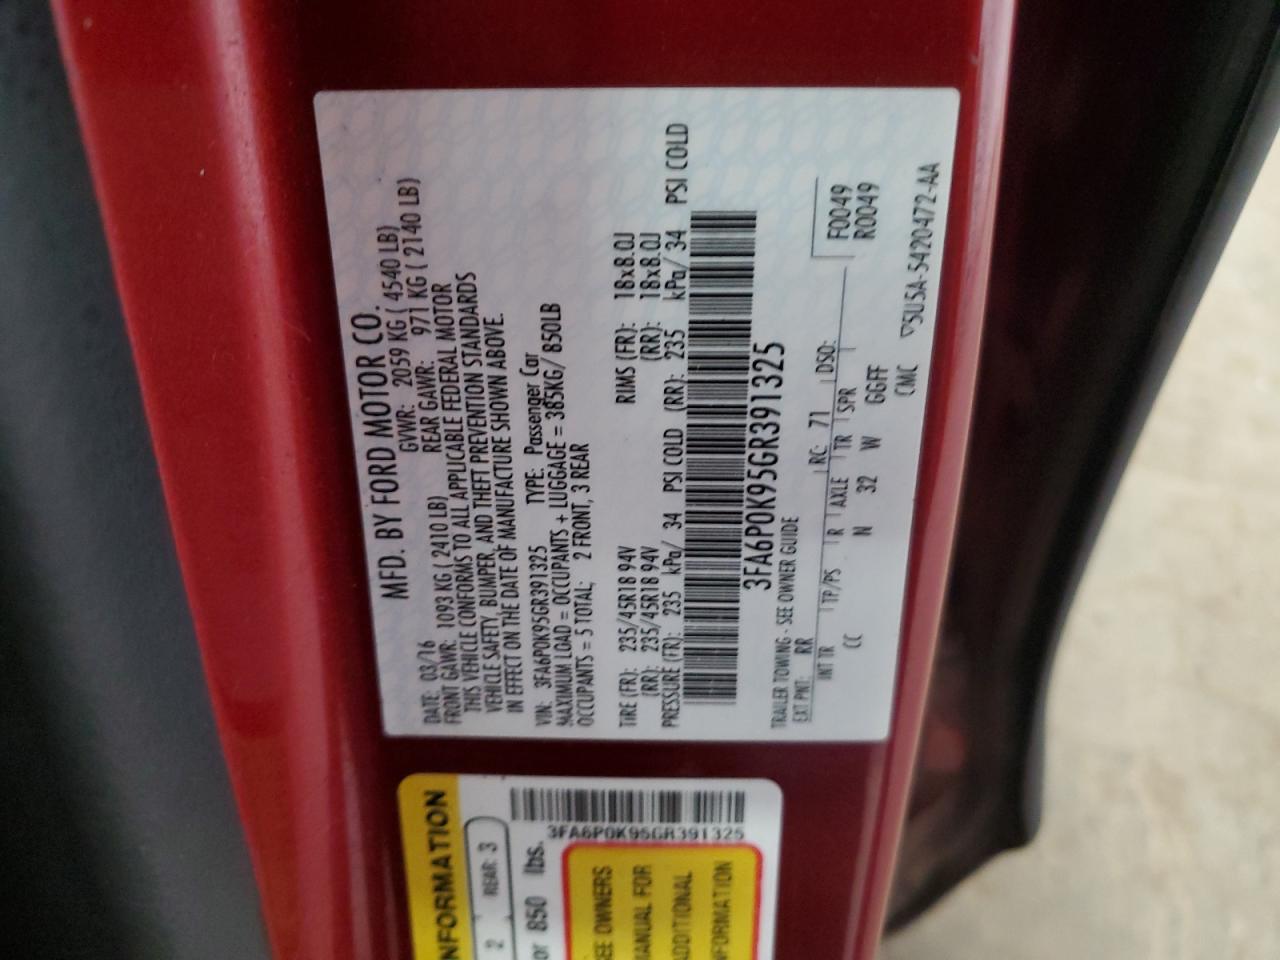 MFD. BY FORD MOTOR CO.
DATE: 03/16 GVWR: 2059 KG ( 4540 LB)
FRONT GAWR: 1093 KG ( 2410 LB) REAR GAWR: 971 KG ( 2140 LB)
THIS VEHICLE CONFORMS TO ALL APPLICABLE FEDERAL MOTOR
VEHICLE SAFETY, BUMPER, AND THEFT PREVENTION STANDARDS
IN EFFECT ON THE DATE OF MANUFACTURE SHOWN ABOVE.
VIN: 3FA6P0K95GR391325 TYPE: Passenger Car
MAXIMUM LOAD = OCCUPANTS + LUGGAGE = 385KG/ 850LB
OCCUPANTS = 5 TOTAL; 2 FRONT, 3 REAR
TIRE (FR): 235/45R18 94V RIMS (FR): 18x8.0J
(RR): 235/45R18 94V (RR): 18x8.0J
PRESSURE (FR): 235 kPa/ 34 PSI COLD (RR): 235 kPa/ 34 PSI COLD
3FA6P0K95GR391325
TRAILER TOWING - SEE OWNER GUIDE
EXT PNT: RR RC: 71 DSO: F0049
R0049
INT TR TP/PS R AXLE TR SPR
CC N 32 W GGFF
CMC ▽5U5A-5420472-AA
NFORMATION
2 REAR: 3
or 850 lbs.
3FA6P0K95GR391325
SEE OWNERS
MANUAL FOR
ADDITIONAL
NFORMATION